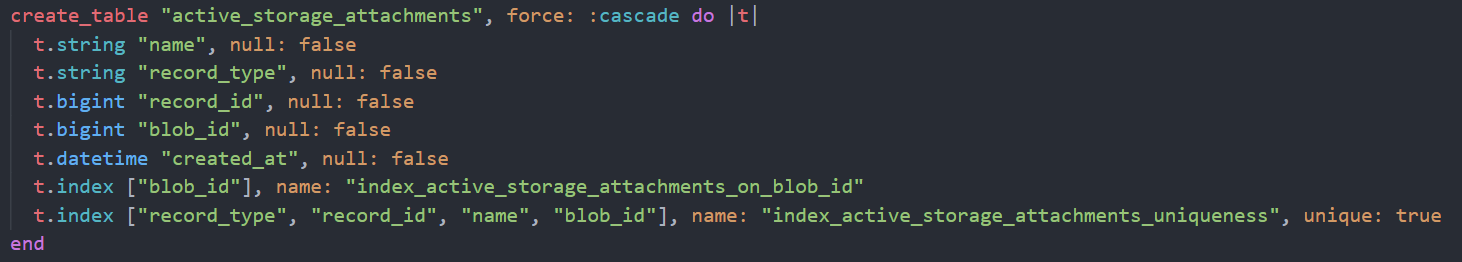 create_table "active_storage_attachments", force: :cascade do |t|
  t.string "name", null: false
  t.string "record_type", null: false
  t.bigint "record_id", null: false
  t.bigint "blob_id", null: false
  t.datetime "created_at", null: false
  t.index ["blob_id"], name: "index_active_storage_attachments_on_blob_id"
  t.index ["record_type", "record_id", "name", "blob_id"], name: "index_active_storage_attachments_uniqueness", unique: true
end